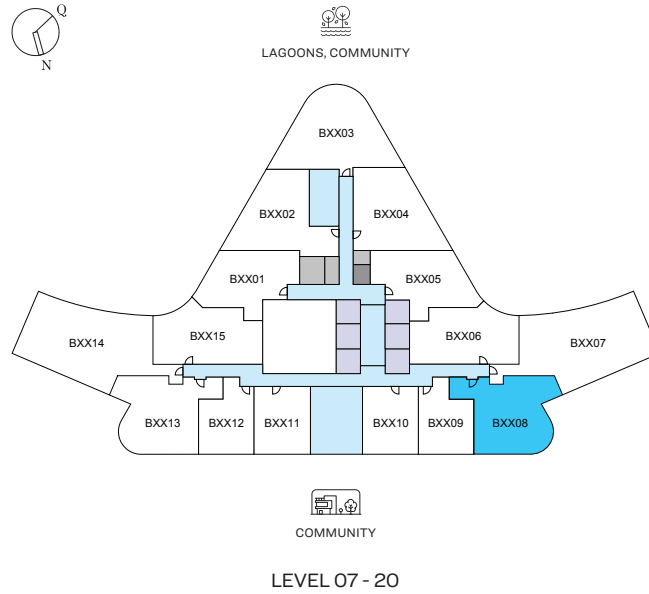 Q
N
LAGOONS, COMMUNITY
BXX03
BXX02
BXX04
BXX01
BXX05
BXX14
BXX15
BXX06
BXX07
BXX13
BXX12
BXX11
BXX10
BXX09
BXX08
COMMUNITY
LEVEL 07 - 20